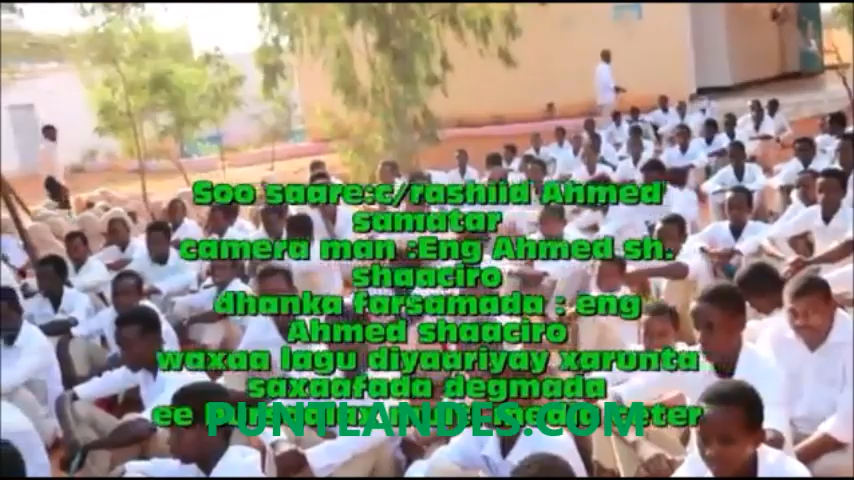 Soo saare:c/rashiid Ahmed
samatar
camera man :Eng Ahmed sh.
shaaciro
dhanka farsamada : eng
Ahmed shaaciro
waxaa lagu diyaariyay xarunta
saxaafada degmada
ee
PUNTLANDES.COM